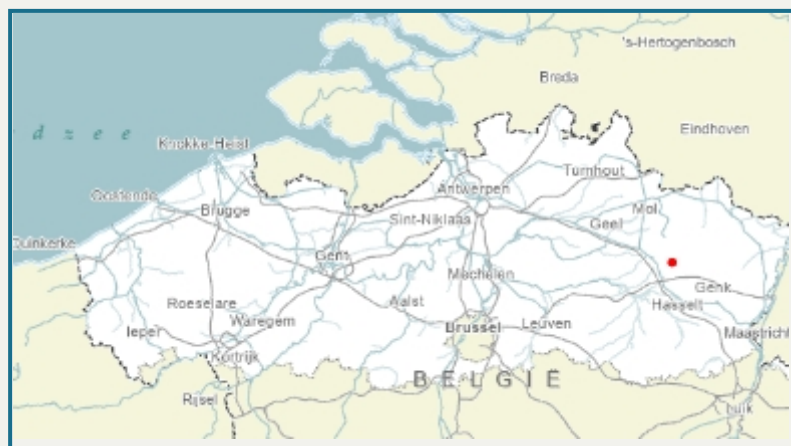 's-Hertogenbosch
Breda
dzee
Eindhoven
Knokke-Heist
Turnhout
Antwerpen
Oostende
Mol
Brugge
Sint-Niklaas
Geel
Duinkerke
Gent
Mechelen
Genk
Roeselare
Aalst
Hasselt
Waregem
Ieper
Brussel
Leuven
Maastricht
Kortrijk
BELGIË
Rijsel
Luik